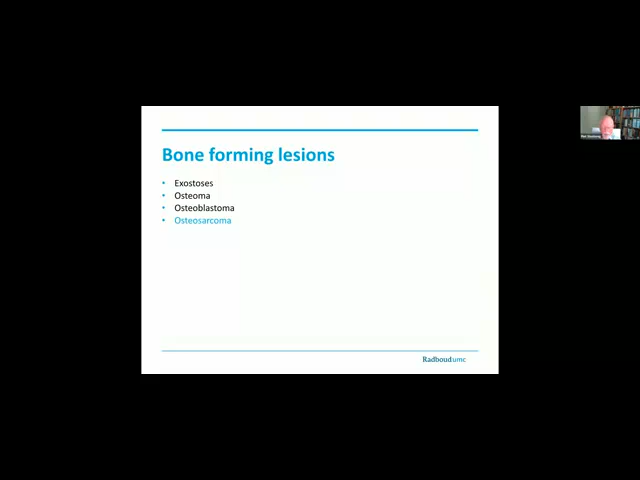 Bone forming lesions
• Exostoses
• Osteoma
• Osteoblastoma
• Osteosarcoma
Radboudumc